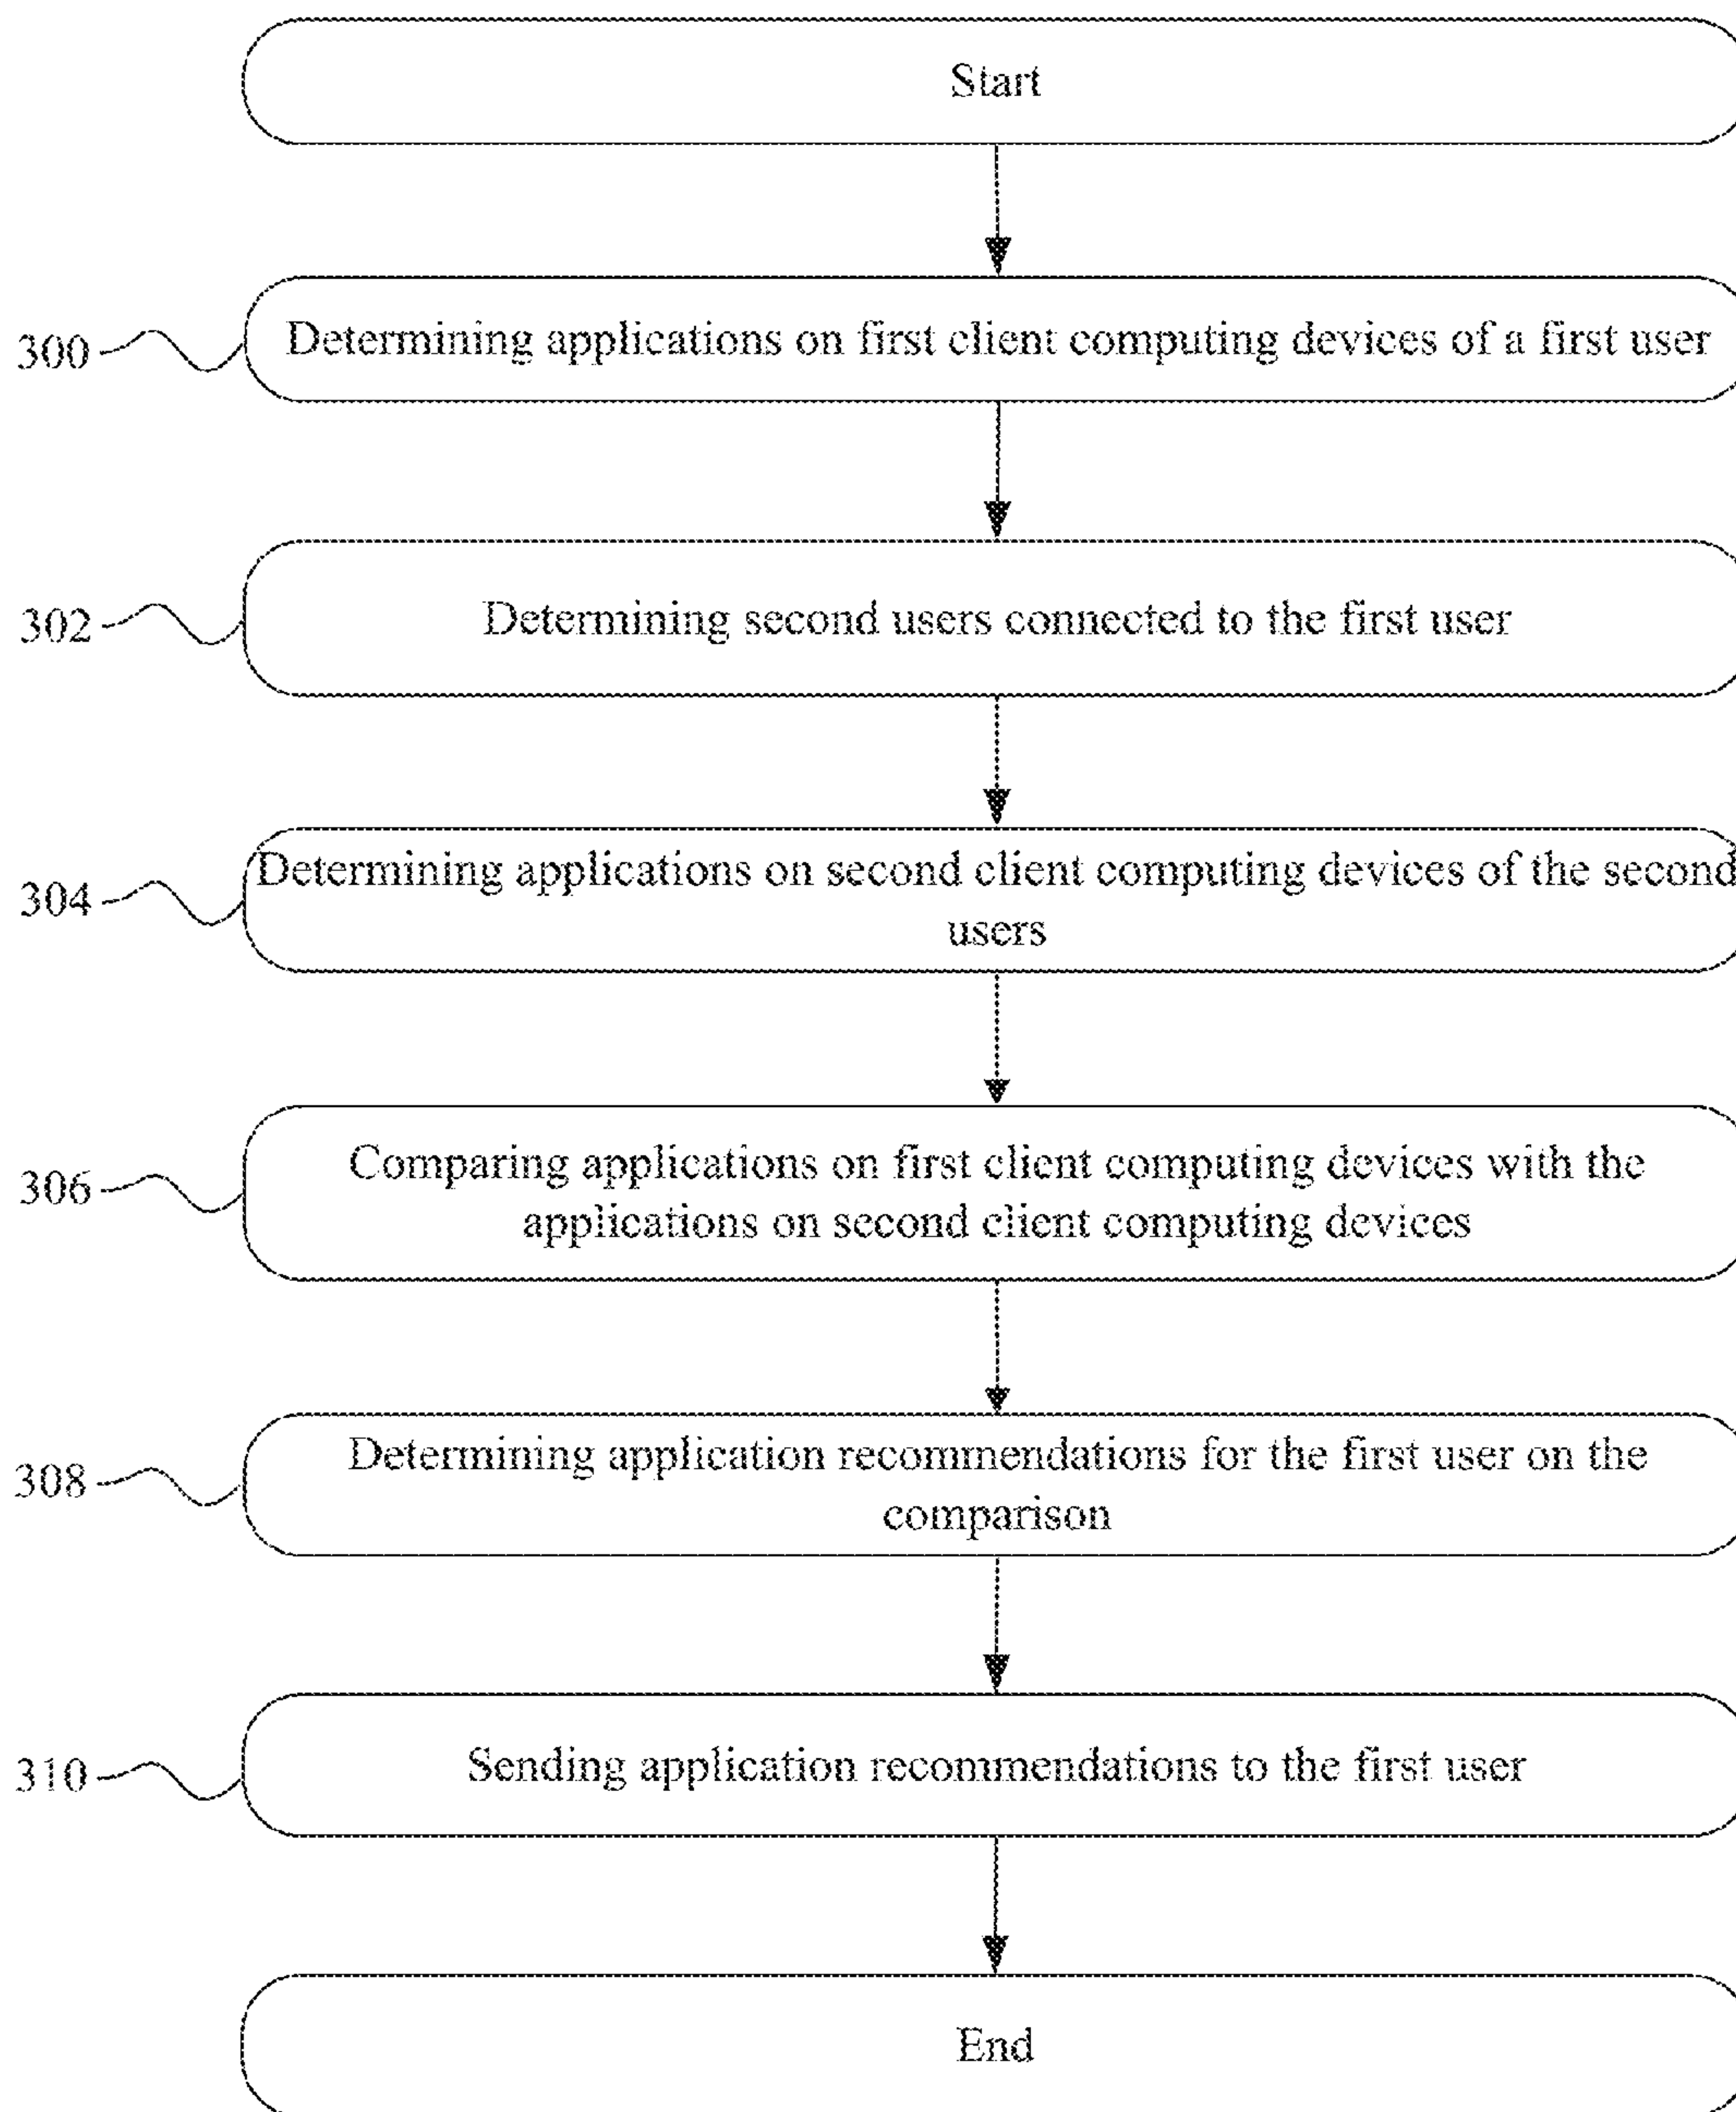 Start
300
Determining applications on first client computing devices of a first user
302
Determining second users connected to the first user
304
Determining applications on second client computing devices of the second
users
306
Comparing applications on first client computing devices with the
applications on second client computing devices
308
Determining application recommendations for the first user on the
comparison
310
Sending application recommendations to the first user
End